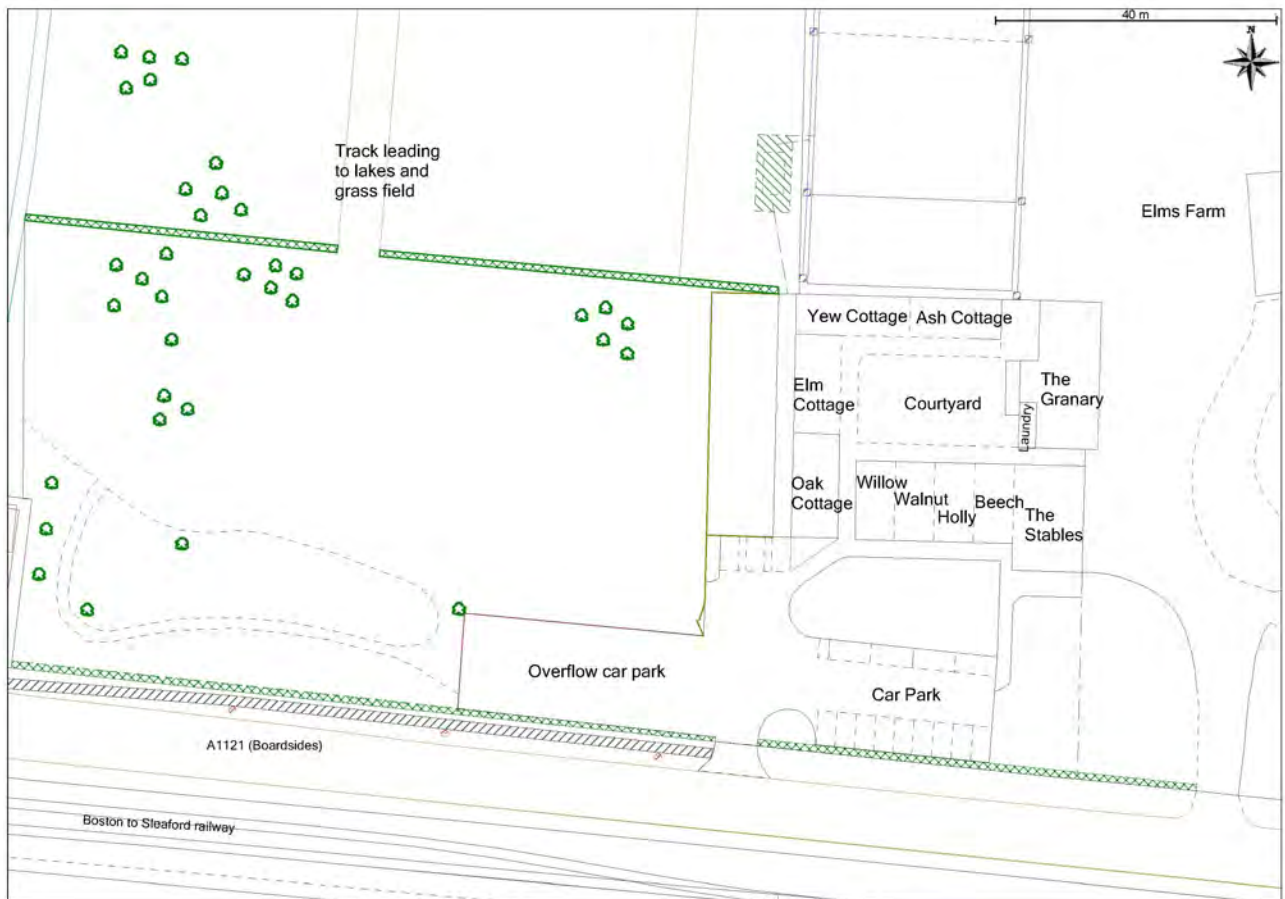 40 m
N
Track leading
to lakes and
grass field
Elms Farm
Yew Cottage
Ash Cottage
Elm
Cottage
Courtyard
The
Granary
Laundry
Oak
Cottage
Willow
Walnut
Holly
Beech
The
Stables
Overflow car park
Car Park
A1121 (Boardsides)
Boston to Sleaford railway